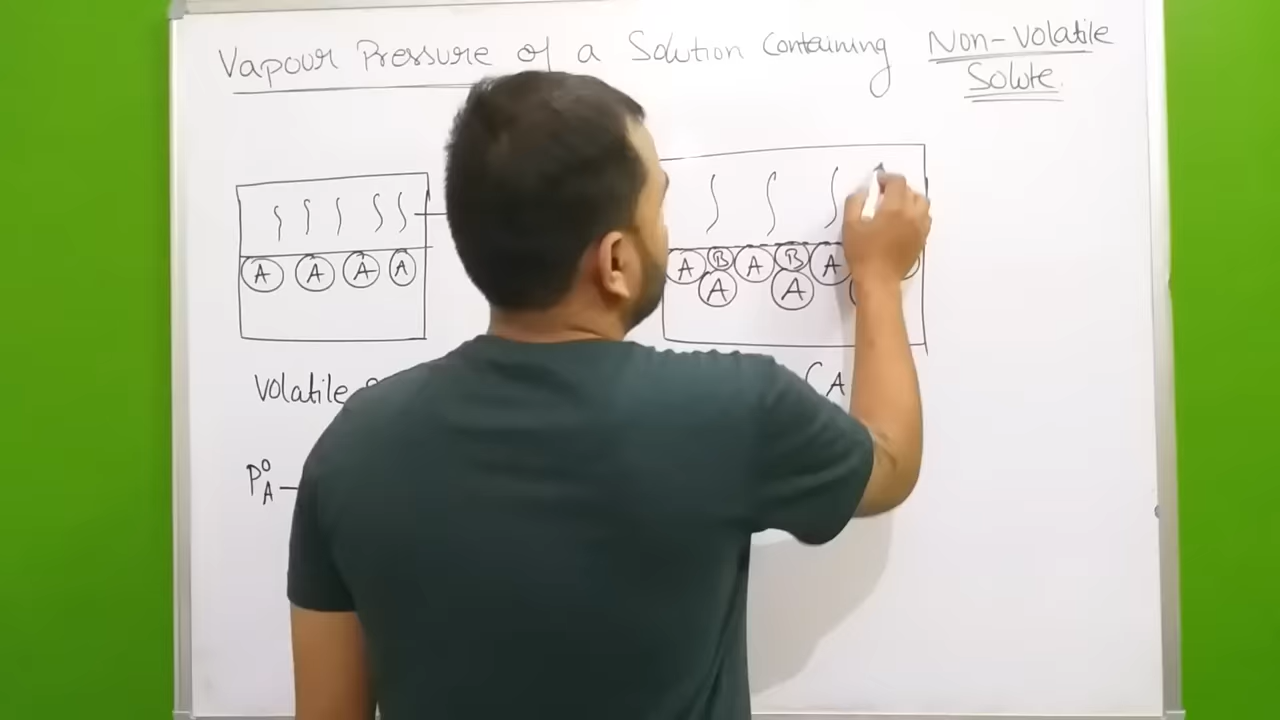 Vapour Pressure of a Solution Containing Non-Volatile
Solute.
A A A A
A B A B A
A A
Volatile
(A
P°A